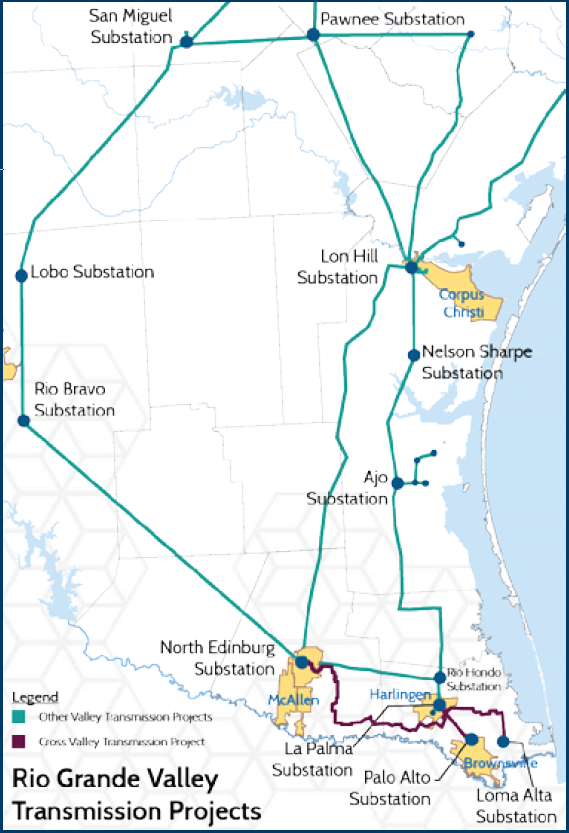 San Miguel
Substation
Pawnee Substation
Lon Hill
Substation
Lobo Substation
Corpus
Christi
Nelson Sharpe
Substation
Rio Bravo
Substation
Ajo
Substation
North Edinburg
Substation
Rio Hondo
Substation
McAllen
Harlingen
Legend
Other Valley Transmission Projects
Cross Valley Transmission Project
La Palma
Substation
Palo Alto
Substation
Brownsville
Loma Alta
Substation
Rio Grande Valley
Transmission Projects